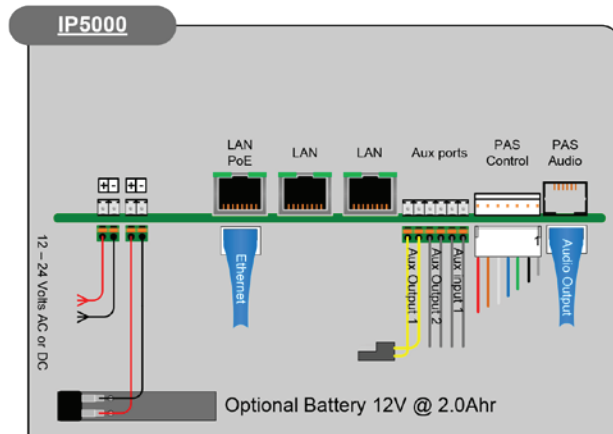 IP5000
LAN
PoE
LAN
LAN
Aux ports
PAS
Control
PAS
Audio
+ - + -
12 – 24 Volts AC or DC
Ethernet
Aux Output 1
Aux Output 2
Aux input 1
1
Audio Output
Optional Battery 12V @ 2.0Ahr